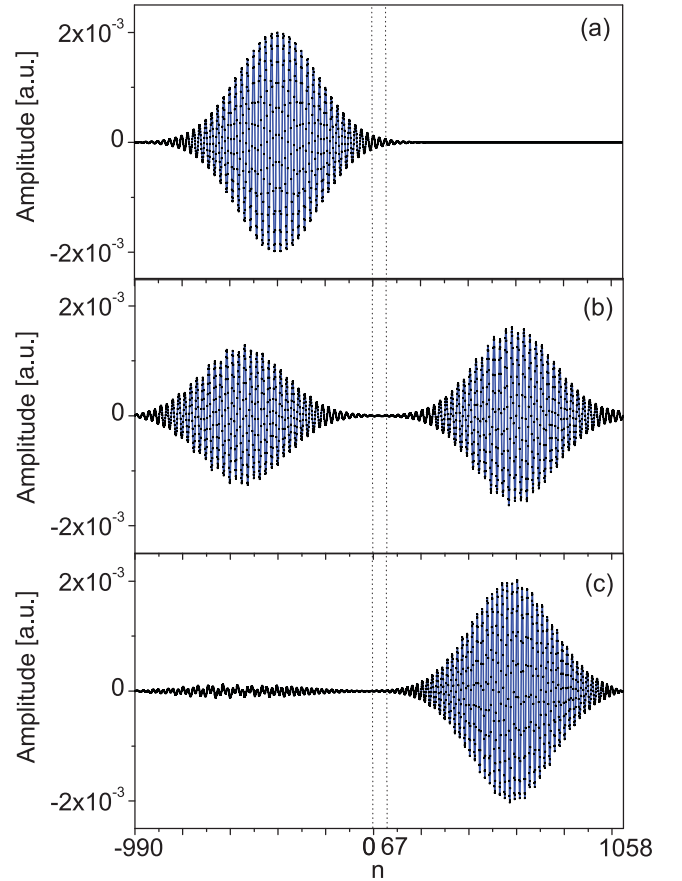 (a)
2x10⁻³
0
-2x10⁻³
Amplitude [a.u.]
(b)
2x10⁻³
0
-2x10⁻³
Amplitude [a.u.]
(c)
2x10⁻³
0
-2x10⁻³
Amplitude [a.u.]
-990 0 67 1058
n